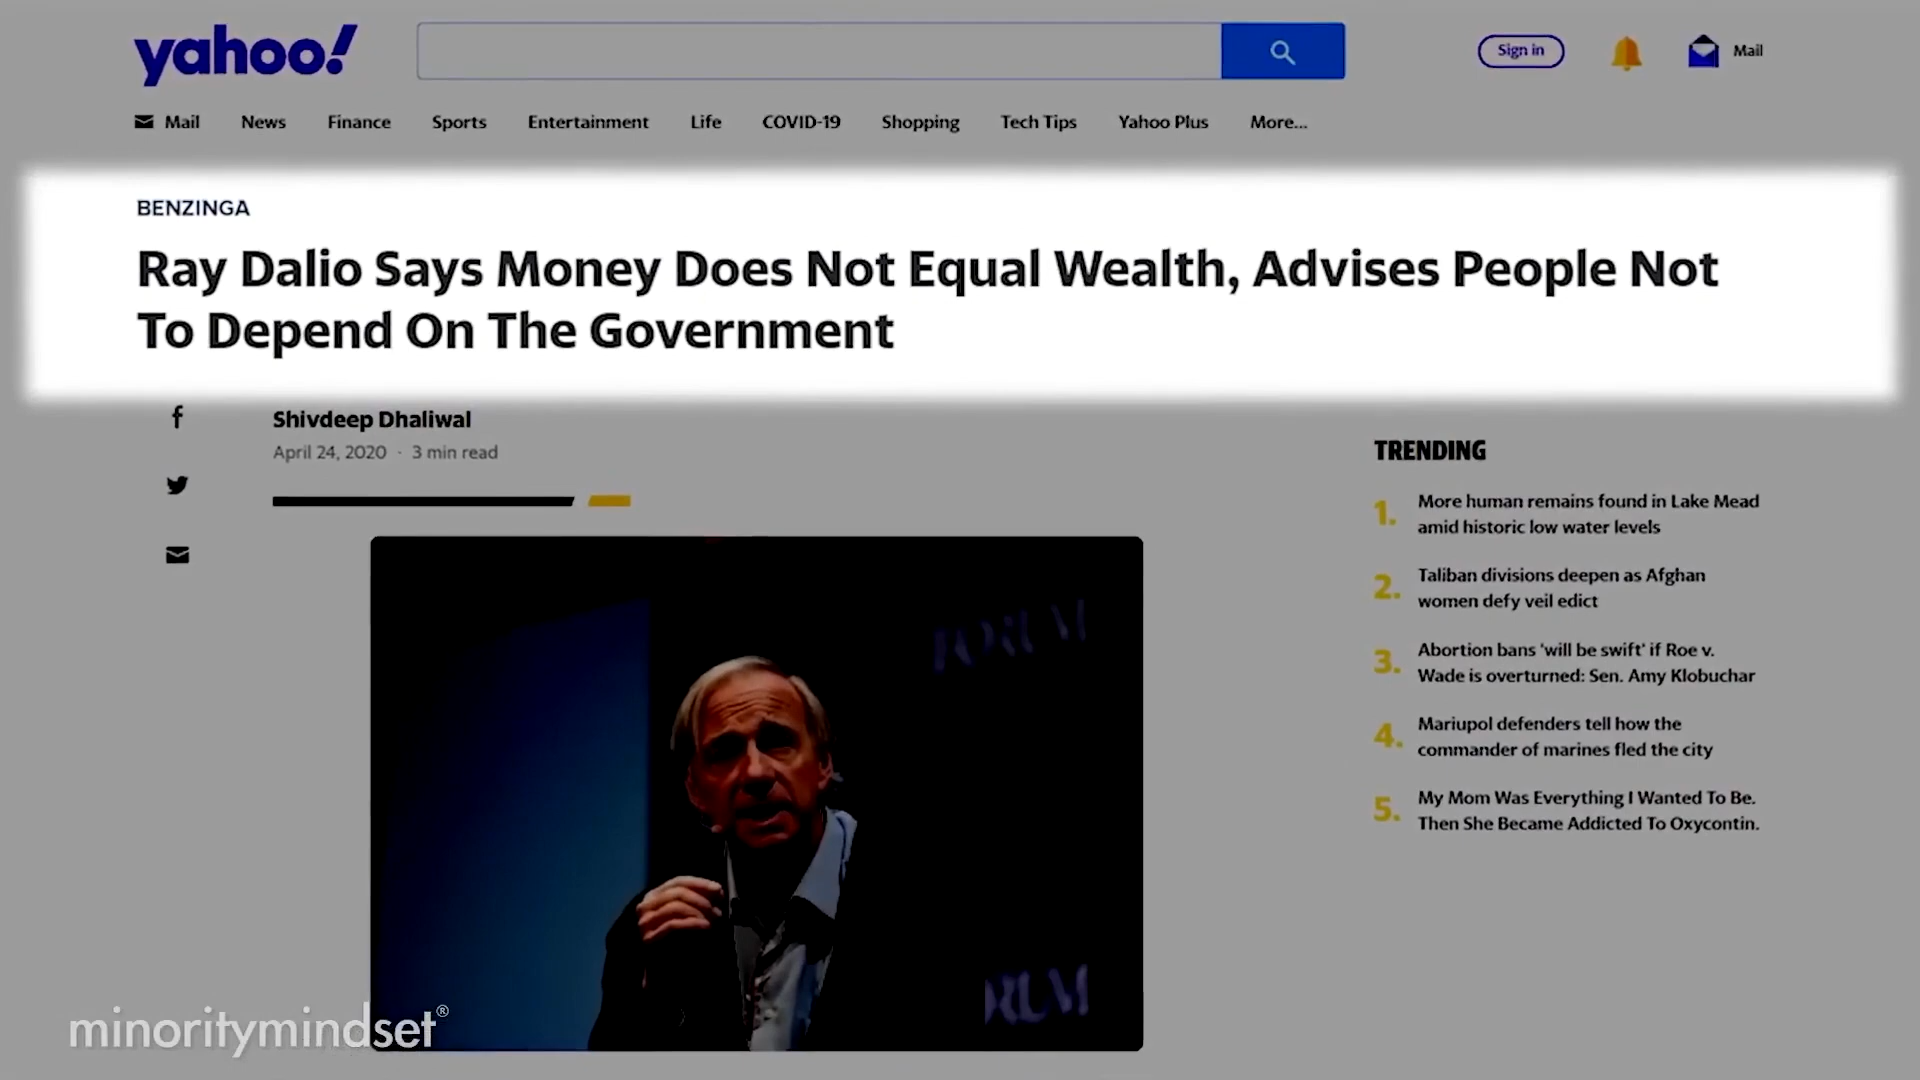 yahoo!
Sign in
Mail
Mail News Finance Sports Entertainment Life COVID-19 Shopping Tech Tips Yahoo Plus More...
BENZINGA
Ray Dalio Says Money Does Not Equal Wealth, Advises People Not
To Depend On The Government
Shivdeep Dhaliwal
April 24, 2020 · 3 min read
TRENDING
1. More human remains found in Lake Mead
amid historic low water levels
2. Taliban divisions deepen as Afghan
women defy veil edict
3. Abortion bans 'will be swift' if Roe v.
Wade is overturned: Sen. Amy Klobuchar
4. Mariupol defenders tell how the
commander of marines fled the city
5. My Mom Was Everything I Wanted To Be.
Then She Became Addicted To Oxycontin.
FORUM
RUM
minoritymindset®